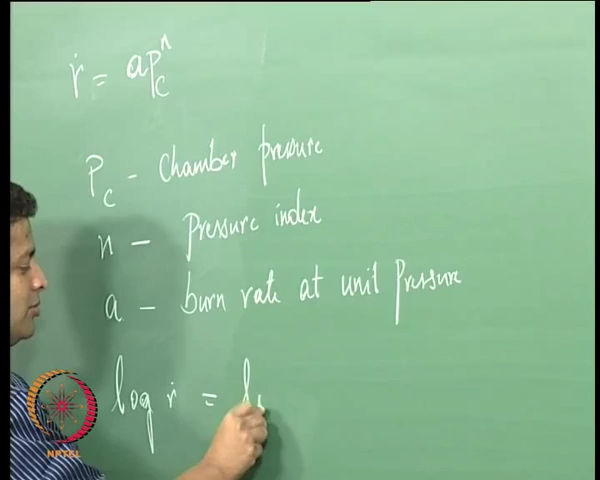 ṙ = aP_c^n
P_c - Chamber pressure
n - Pressure index
a - burn rate at unit pressure
log ṙ = l
NPTEL